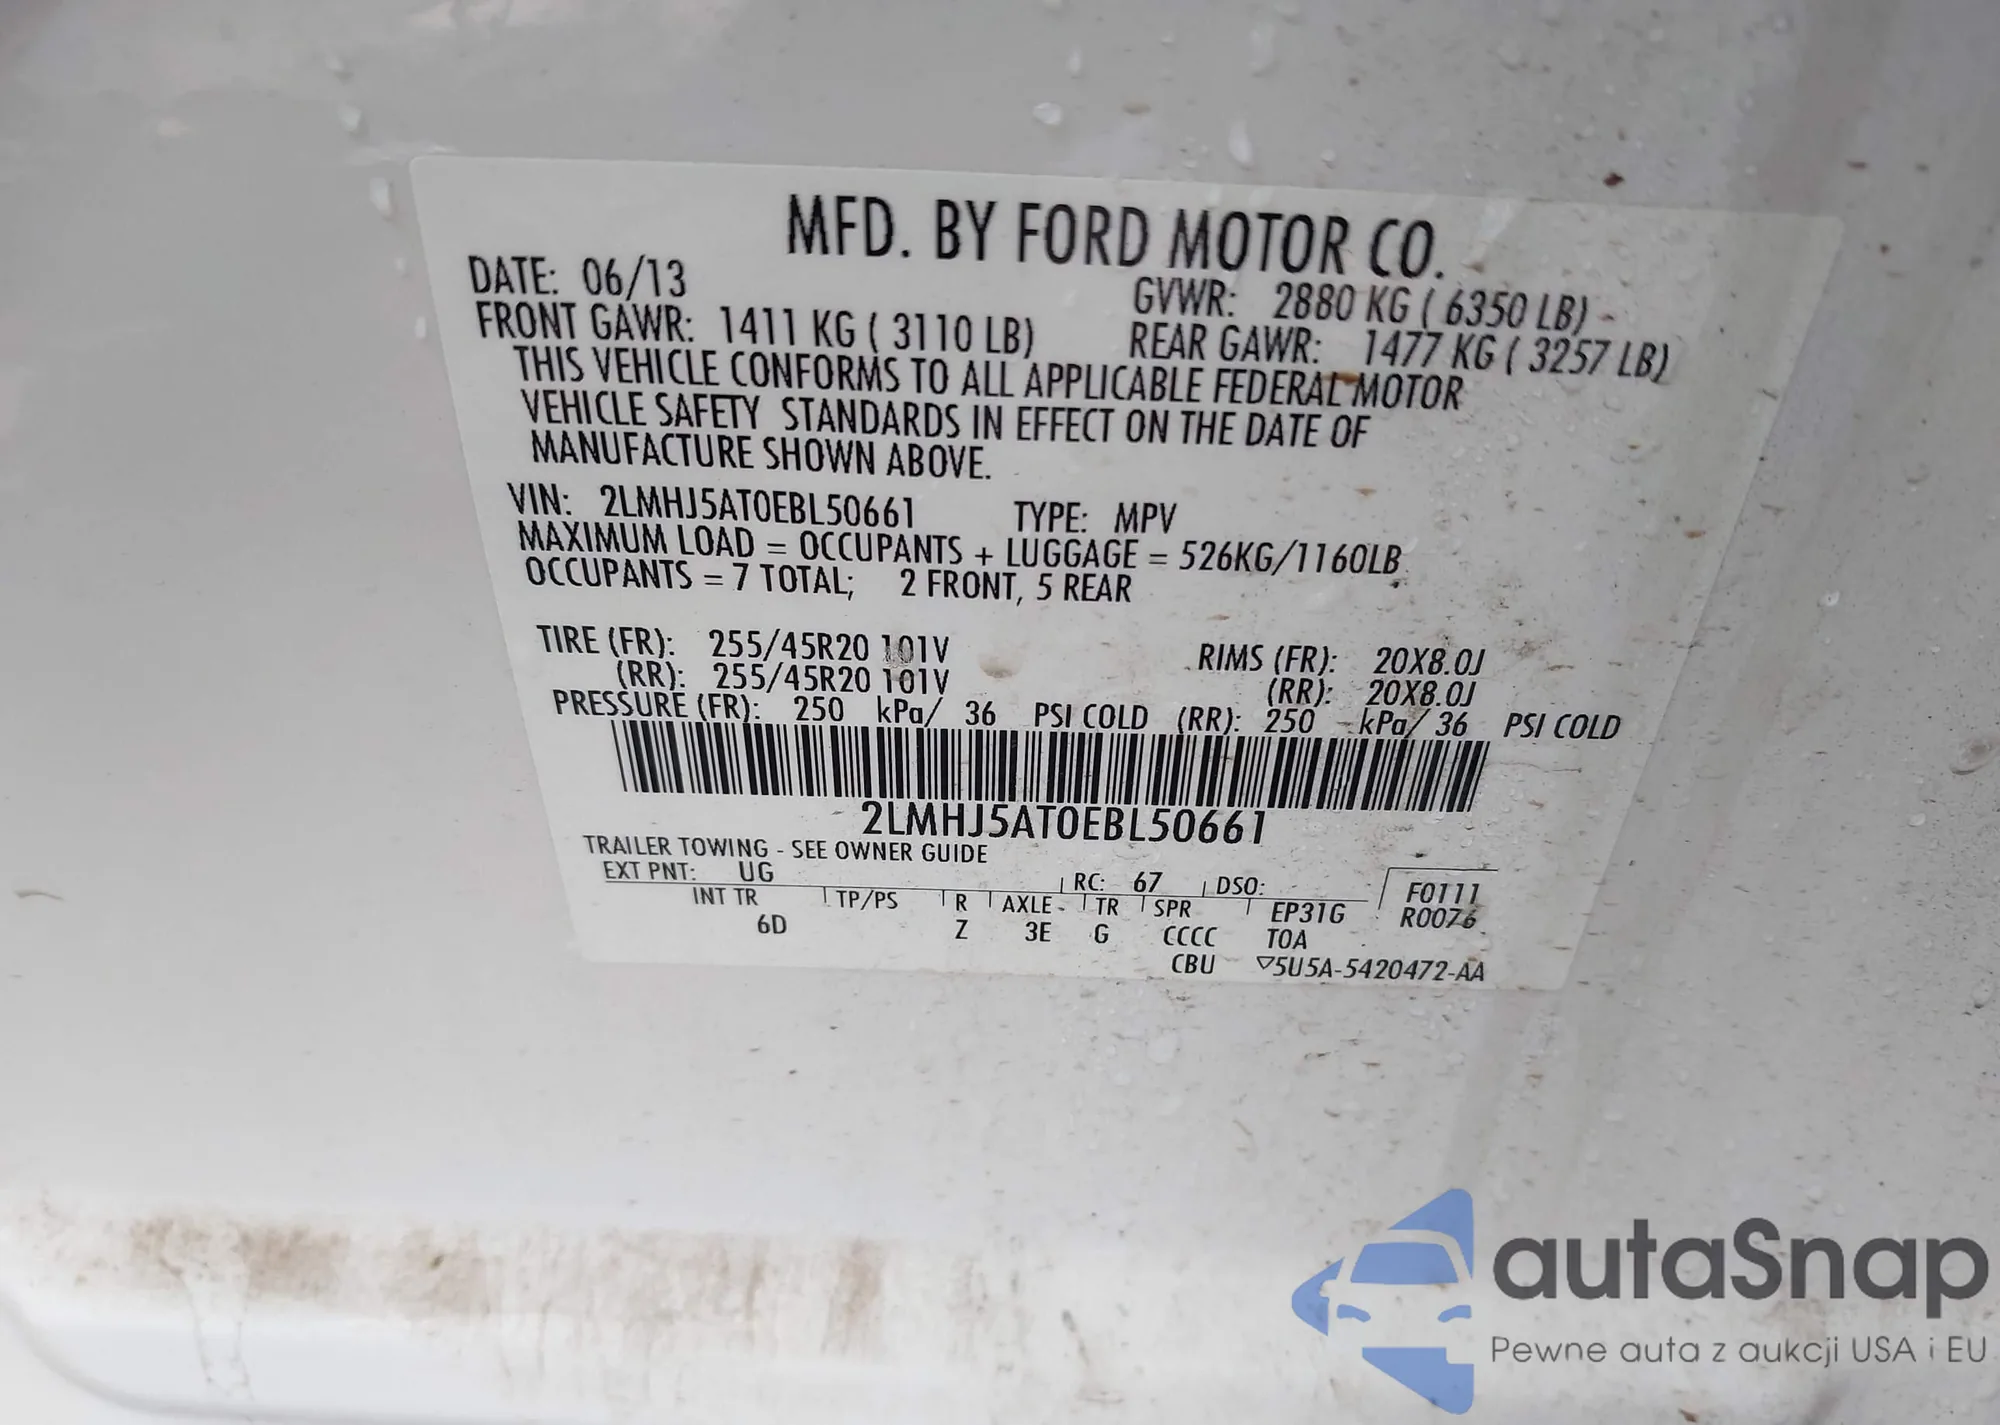 MFD. BY FORD MOTOR CO.
DATE: 06/13 GVWR: 2880 KG ( 6350 LB)
FRONT GAWR: 1411 KG ( 3110 LB) REAR GAWR: 1477 KG ( 3257 LB)
THIS VEHICLE CONFORMS TO ALL APPLICABLE FEDERAL MOTOR
VEHICLE SAFETY STANDARDS IN EFFECT ON THE DATE OF
MANUFACTURE SHOWN ABOVE.
VIN: 2LMHJ5AT0EBL50661 TYPE: MPV
MAXIMUM LOAD = OCCUPANTS + LUGGAGE = 526KG/1160LB
OCCUPANTS = 7 TOTAL; 2 FRONT, 5 REAR
TIRE (FR): 255/45R20 101V RIMS (FR): 20X8.0J
(RR): 255/45R20 101V (RR): 20X8.0J
PRESSURE (FR): 250 kPa/ 36 PSI COLD (RR): 250 kPa/ 36 PSI COLD
2LMHJ5AT0EBL50661
TRAILER TOWING - SEE OWNER GUIDE
EXT PNT: UG RC: 67 DSO: F0111
INT TR TP/PS R AXLE TR SPR EP31G R0076
6D Z 3E G CCCC T0A
CBU ▽5U5A-5420472-AA
autaSnap
Pewne auta z aukcji USA i EU